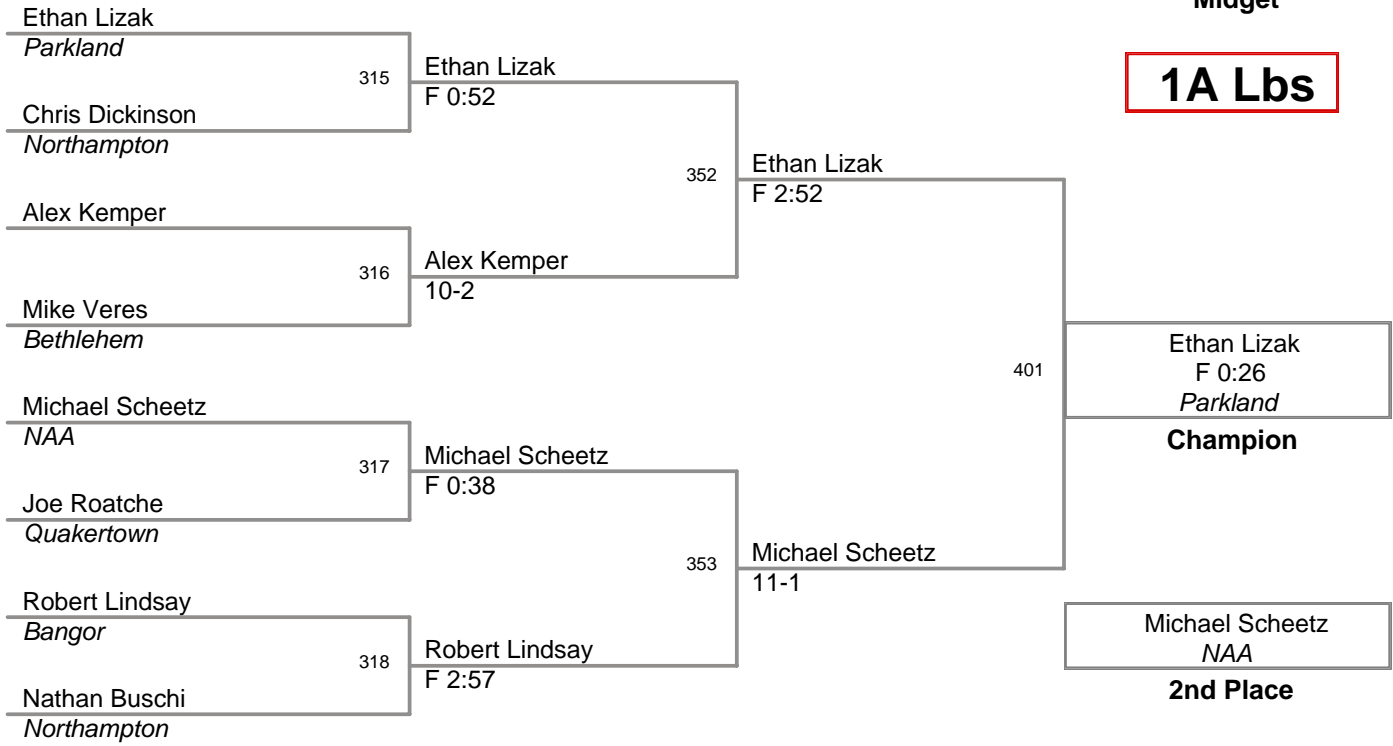 Midget
1A Lbs
Ethan Lizak
Parkland
315
Chris Dickinson
Northampton
Ethan Lizak
F 0:52
Alex Kemper
316
Mike Veres
Bethlehem
Alex Kemper
10-2
352
Ethan Lizak
F 2:52
Michael Scheetz
NAA
317
Joe Roatche
Quakertown
Michael Scheetz
F 0:38
Robert Lindsay
Bangor
318
Nathan Buschi
Northampton
Robert Lindsay
F 2:57
353
Michael Scheetz
11-1
401
Ethan Lizak
F 0:26
Parkland
Champion
Michael Scheetz
NAA
2nd Place